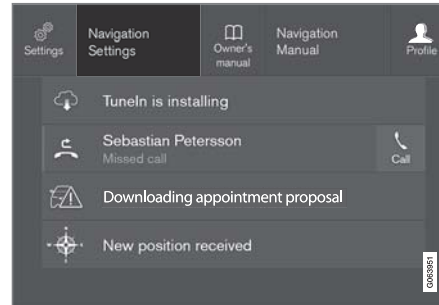 Settings
Navigation
Settings
Owner's
manual
Navigation
Manual
Profile
TuneIn is installing
Sebastian Petersson
Missed call
Call
Downloading appointment proposal
New position received
G063951